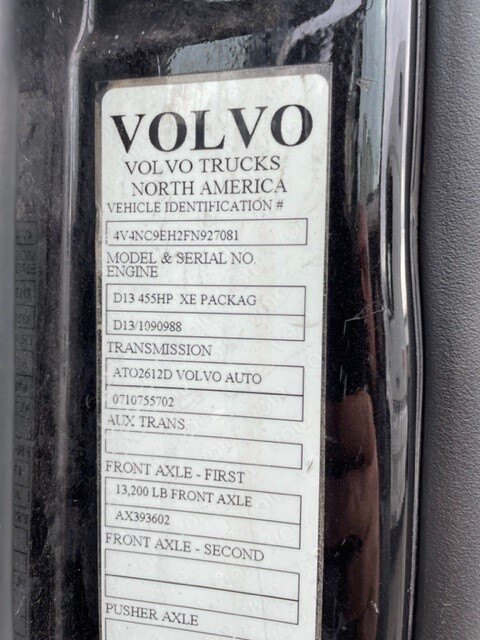 VOLVO
VOLVO TRUCKS
NORTH AMERICA
VEHICLE IDENTIFICATION #
4V4NC9EH2FN927081
MODEL & SERIAL NO.
ENGINE
D13 455HP XE PACKAG
D13/1090988
TRANSMISSION
ATO2612D VOLVO AUTO
0710755702
AUX TRANS
FRONT AXLE - FIRST
13,200 LB FRONT AXLE
AX393602
FRONT AXLE - SECOND
PUSHER AXLE